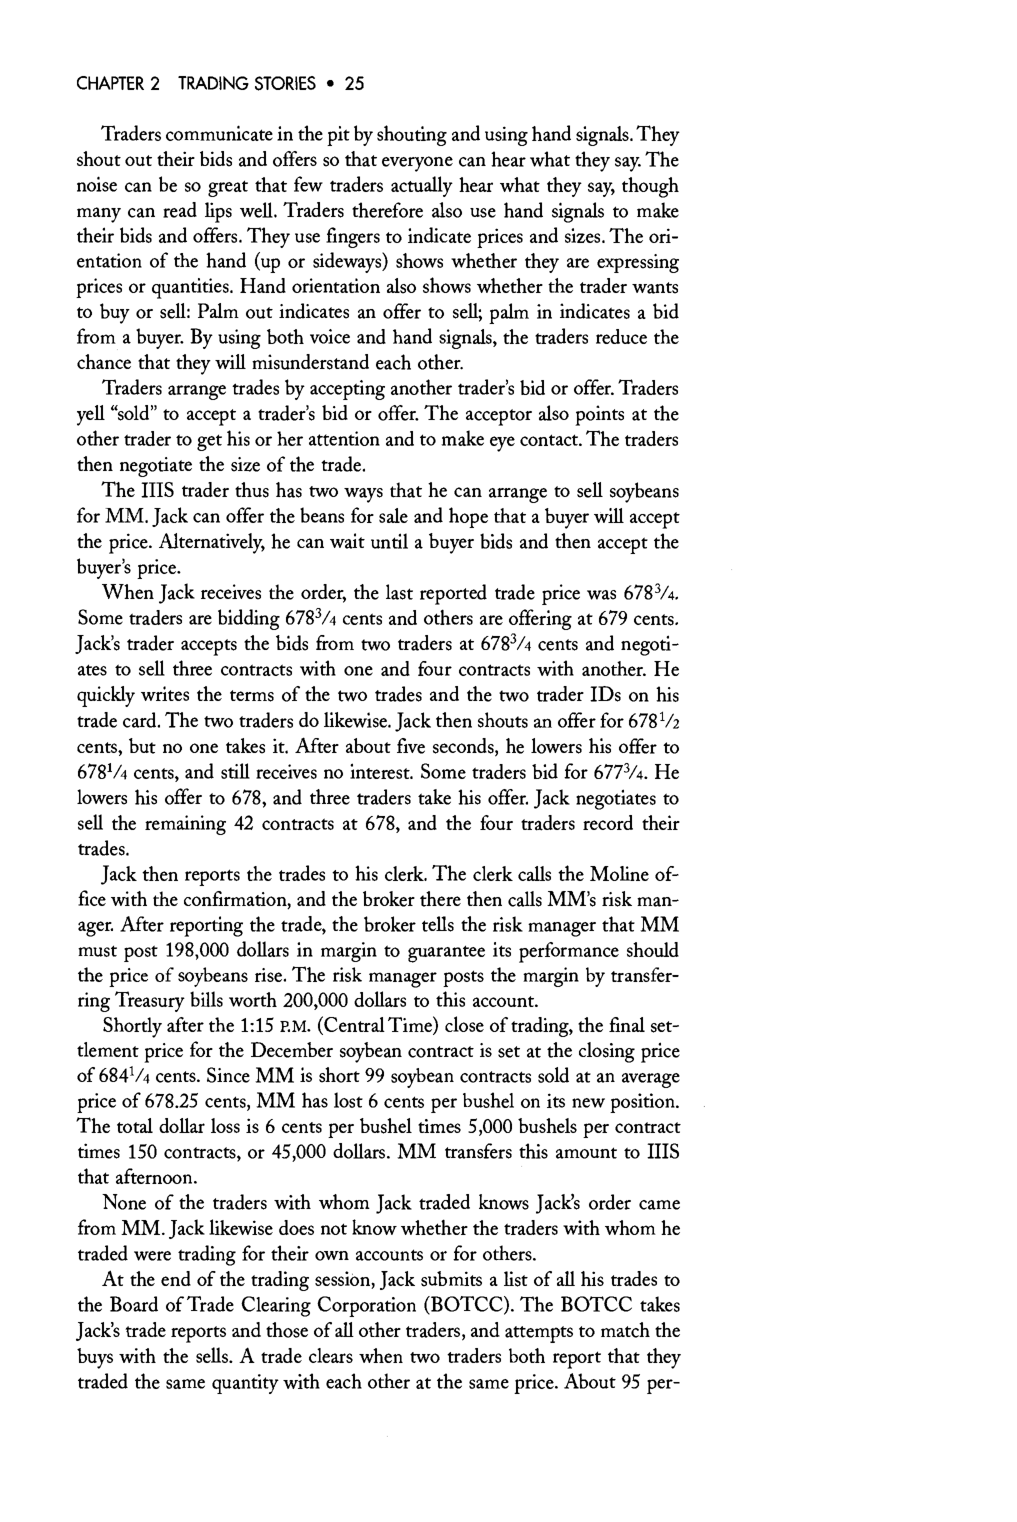 CHAPTER 2 TRADING STORIES • 25
Traders communicate in the pit by shouting and using hand signals. They
shout out their bids and offers so that everyone can hear what they say. The
noise can be so great that few traders actually hear what they say, though
many can read lips well. Traders therefore also use hand signals to make
their bids and offers. They use fingers to indicate prices and sizes. The ori-
entation of the hand (up or sideways) shows whether they are expressing
prices or quantities. Hand orientation also shows whether the trader wants
to buy or sell: Palm out indicates an offer to sell; palm in indicates a bid
from a buyer. By using both voice and hand signals, the traders reduce the
chance that they will misunderstand each other.
Traders arrange trades by accepting another trader's bid or offer. Traders
yell “sold” to accept a trader's bid or offer. The acceptor also points at the
other trader to get his or her attention and to make eye contact. The traders
then negotiate the size of the trade.
The IIIS trader thus has two ways that he can arrange to sell soybeans
for MM. Jack can offer the beans for sale and hope that a buyer will accept
the price. Alternatively, he can wait until a buyer bids and then accept the
buyer's price.
When Jack receives the order, the last reported trade price was 678 3/4.
Some traders are bidding 678 3/4 cents and others are offering at 679 cents.
Jack's trader accepts the bids from two traders at 678 3/4 cents and negoti-
ates to sell three contracts with one and four contracts with another. He
quickly writes the terms of the two trades and the two trader IDs on his
trade card. The two traders do likewise. Jack then shouts an offer for 678 1/2
cents, but no one takes it. After about five seconds, he lowers his offer to
678 1/4 cents, and still receives no interest. Some traders bid for 677 3/4. He
lowers his offer to 678, and three traders take his offer. Jack negotiates to
sell the remaining 42 contracts at 678, and the four traders record their
trades.
Jack then reports the trades to his clerk. The clerk calls the Moline of-
fice with the confirmation, and the broker there then calls MM's risk man-
ager. After reporting the trade, the broker tells the risk manager that MM
must post 198,000 dollars in margin to guarantee its performance should
the price of soybeans rise. The risk manager posts the margin by transfer-
ring Treasury bills worth 200,000 dollars to this account.
Shortly after the 1:15 P.M. (Central Time) close of trading, the final set-
tlement price for the December soybean contract is set at the closing price
of 684 1/4 cents. Since MM is short 99 soybean contracts sold at an average
price of 678.25 cents, MM has lost 6 cents per bushel on its new position.
The total dollar loss is 6 cents per bushel times 5,000 bushels per contract
times 150 contracts, or 45,000 dollars. MM transfers this amount to IIIS
that afternoon.
None of the traders with whom Jack traded knows Jack's order came
from MM. Jack likewise does not know whether the traders with whom he
traded were trading for their own accounts or for others.
At the end of the trading session, Jack submits a list of all his trades to
the Board of Trade Clearing Corporation (BOTCC). The BOTCC takes
Jack's trade reports and those of all other traders, and attempts to match the
buys with the sells. A trade clears when two traders both report that they
traded the same quantity with each other at the same price. About 95 per-